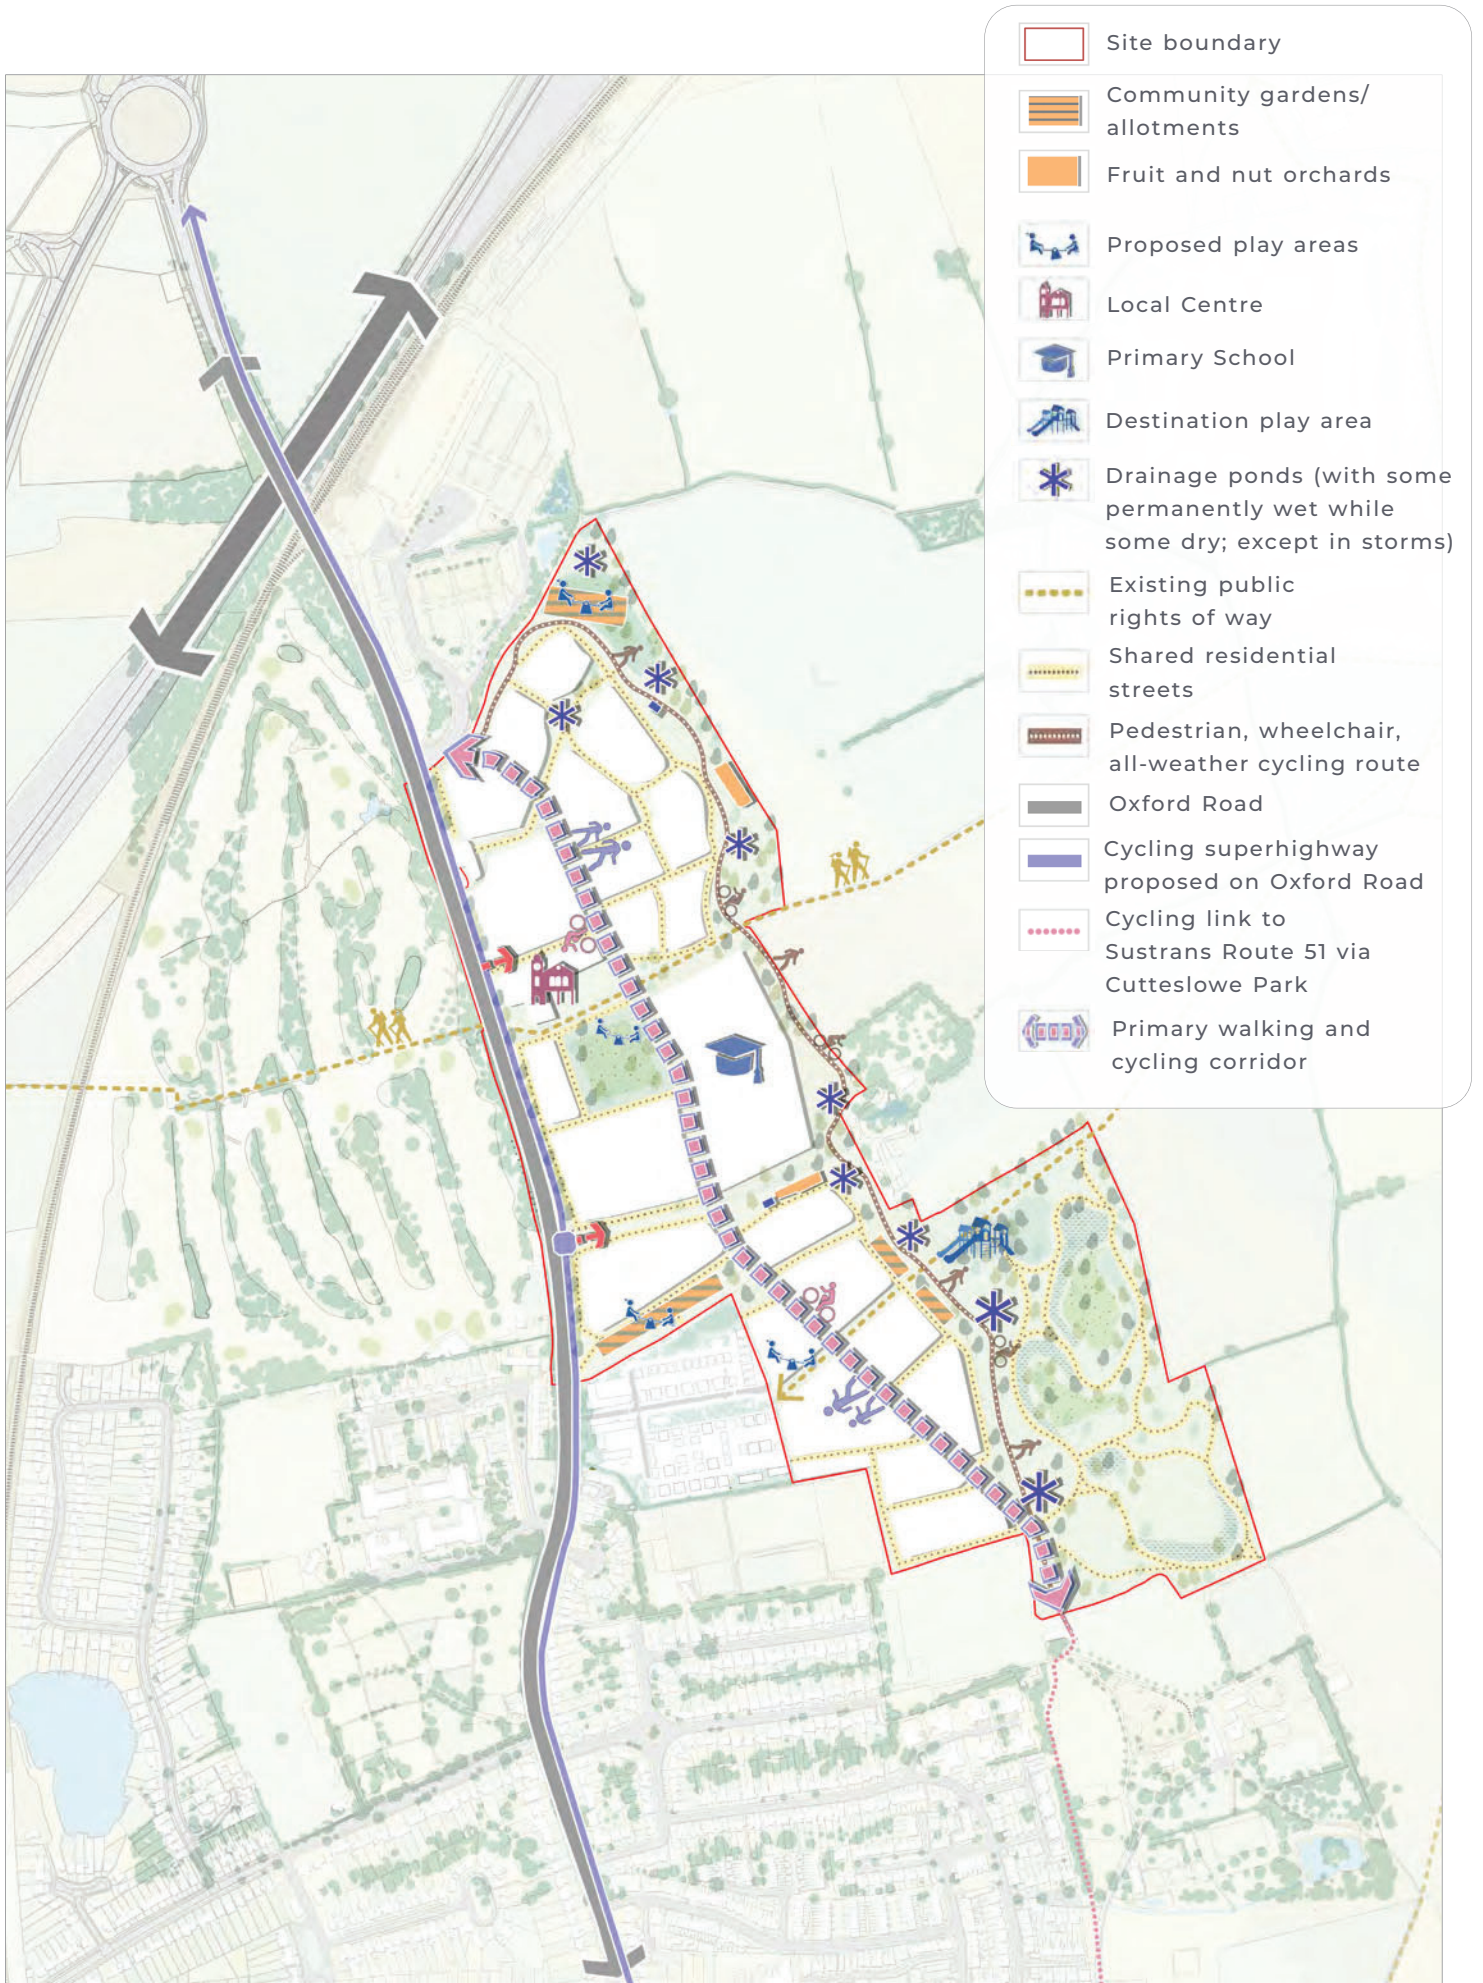 Site boundary
Community gardens/
allotments
Fruit and nut orchards
Proposed play areas
Local Centre
Primary School
Destination play area
Drainage ponds (with some
permanently wet while
some dry; except in storms)
Existing public
rights of way
Shared residential
streets
Pedestrian, wheelchair,
all-weather cycling route
Oxford Road
Cycling superhighway
proposed on Oxford Road
Cycling link to
Sustrans Route 51 via
Cutteslowe Park
Primary walking and
cycling corridor